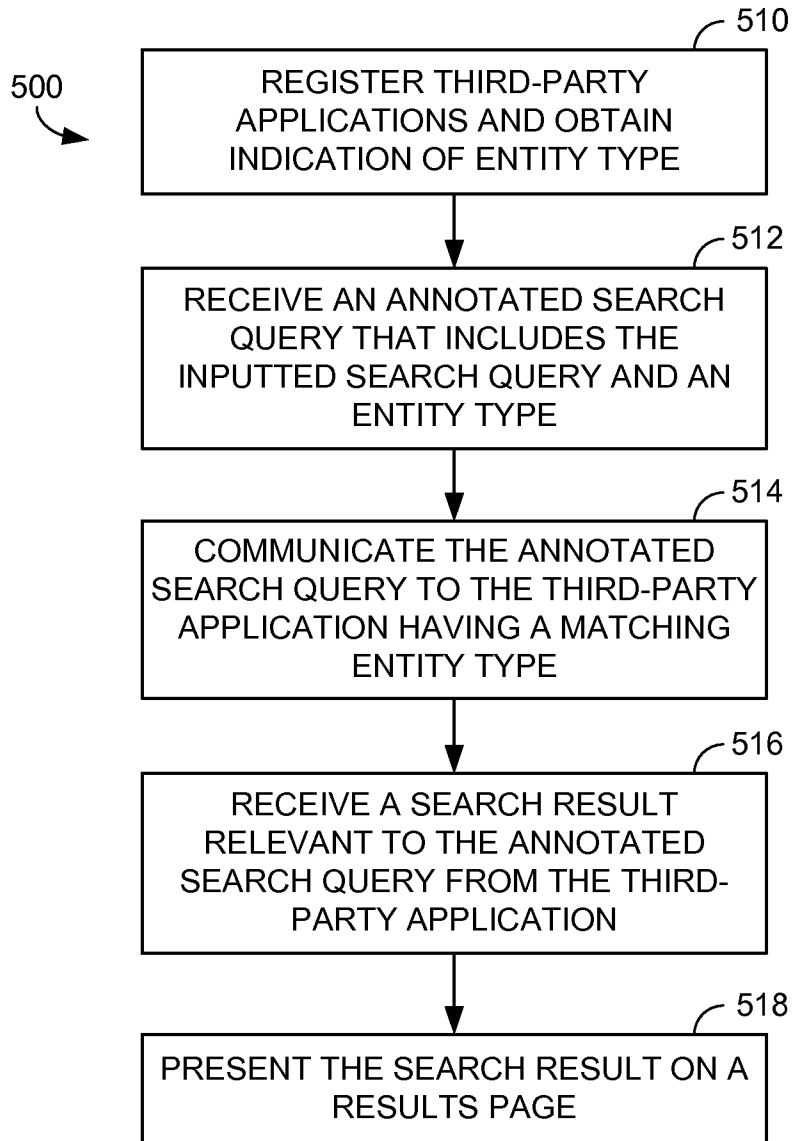 500
510
REGISTER THIRD-PARTY
APPLICATIONS AND OBTAIN
INDICATION OF ENTITY TYPE
512
RECEIVE AN ANNOTATED SEARCH
QUERY THAT INCLUDES THE
INPUTTED SEARCH QUERY AND AN
ENTITY TYPE
514
COMMUNICATE THE ANNOTATED
SEARCH QUERY TO THE THIRD-PARTY
APPLICATION HAVING A MATCHING
ENTITY TYPE
516
RECEIVE A SEARCH RESULT
RELEVANT TO THE ANNOTATED
SEARCH QUERY FROM THE THIRD-
PARTY APPLICATION
518
PRESENT THE SEARCH RESULT ON A
RESULTS PAGE